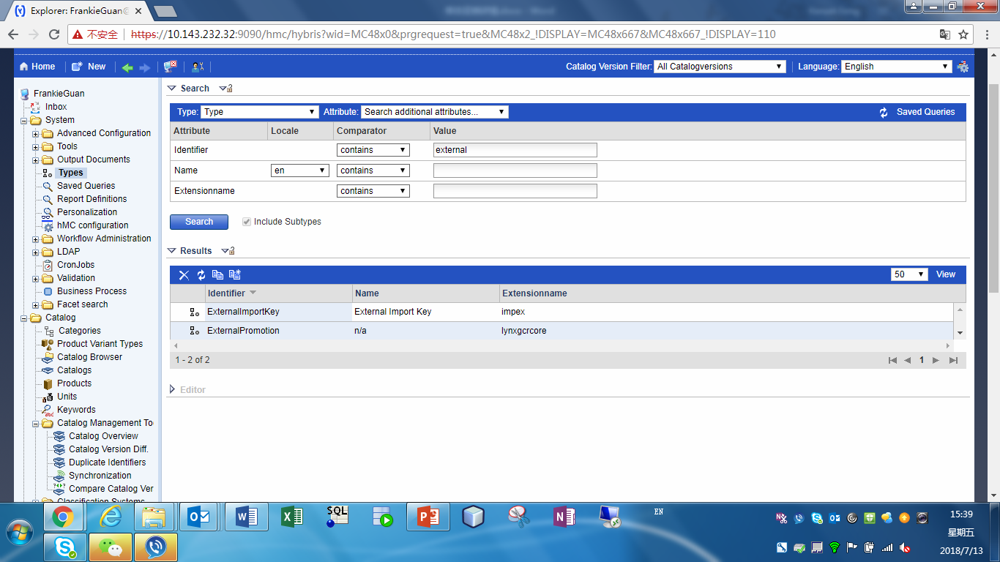 Explorer: FrankieGuan@
不安全 https://10.143.232.32:9090/hmc/hybris?wid=MC48x0&prgrequest=true&MC48x2_!DISPLAY=MC48x667&MC48x667_!DISPLAY=110
Home New Catalog Version Filter: All Catalogversions Language: English
FrankieGuan
Inbox
System
Advanced Configuration
Tools
Output Documents
Types
Saved Queries
Report Definitions
Personalization
hMC configuration
Workflow Administration
LDAP
CronJobs
Validation
Business Process
Facet search
Catalog
Categories
Product Variant Types
Catalog Browser
Catalogs
Products
Units
Keywords
Catalog Management To
Catalog Overview
Catalog Version Diff.
Duplicate Identifiers
Synchronization
Compare Catalog Ver
Classification Systems
Search
Type: Type Attribute: Search additional attributes... Saved Queries
Attribute Locale Comparator Value
Identifier contains external
Name en contains
Extensionname contains
Search Include Subtypes
Results
50 View
Identifier Name Extensionname
ExternalImportKey External Import Key impex
ExternalPromotion n/a lynxgcrcore
1 - 2 of 2 1
Editor
SQL
EN
15:39
星期五
2018/7/13